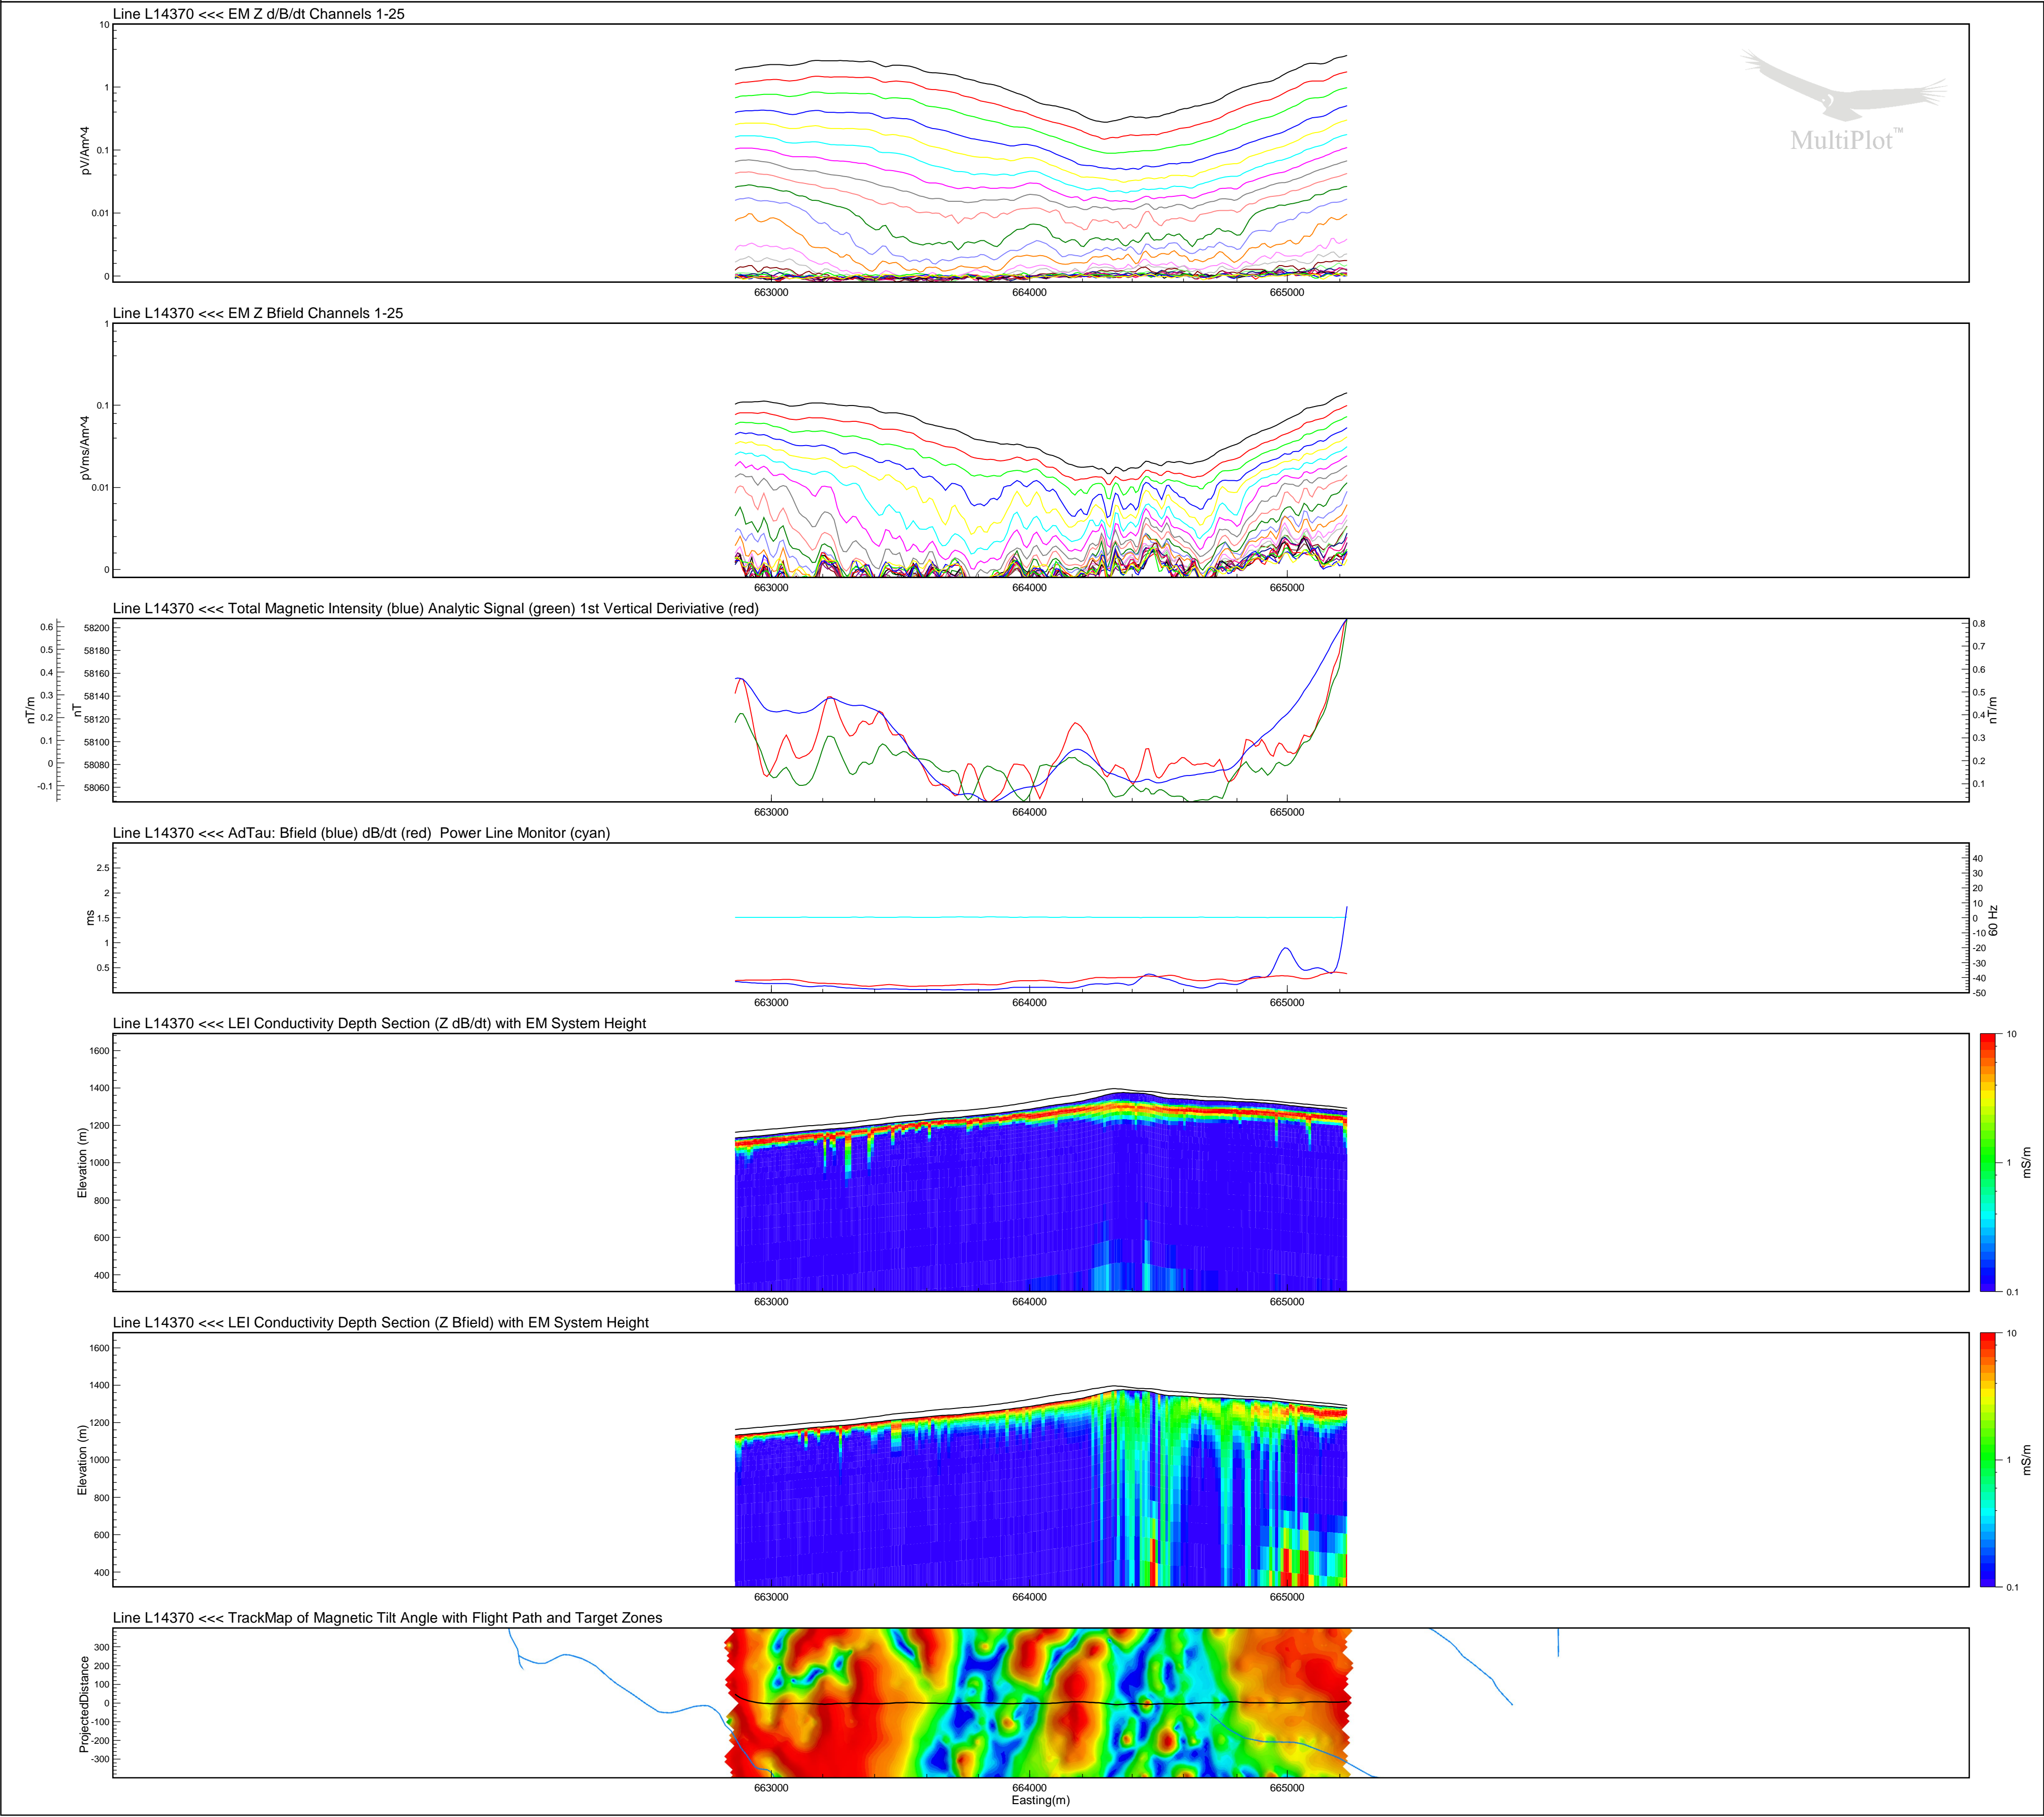 Line L14370 <<< EM Z d/B/dt Channels 1-25
10
1
0.1
0.01
0
pV/Am^4
663000 664000 665000
MultiPlot™
Line L14370 <<< EM Z Bfield Channels 1-25
1
0.1
0.01
0
pVms/Am^4
663000 664000 665000
Line L14370 <<< Total Magnetic Intensity (blue) Analytic Signal (green) 1st Vertical Deriviative (red)
0.6
0.5
0.4
0.3
0.2
0.1
0
-0.1
nT/m
58200
58180
58160
58140
58120
58100
58080
58060
nT
0.8
0.7
0.6
0.5
0.4
0.3
0.2
0.1
nT/m
663000 664000 665000
Line L14370 <<< AdTau: Bfield (blue) dB/dt (red) Power Line Monitor (cyan)
2.5
2
1.5
1
0.5
ms
40
30
20
10
0
-10
-20
-30
-40
-50
60 Hz
663000 664000 665000
Line L14370 <<< LEI Conductivity Depth Section (Z dB/dt) with EM System Height
1600
1400
1200
1000
800
600
400
Elevation (m)
10
1
0.1
mS/m
663000 664000 665000
Line L14370 <<< LEI Conductivity Depth Section (Z Bfield) with EM System Height
1600
1400
1200
1000
800
600
400
Elevation (m)
10
1
0.1
mS/m
663000 664000 665000
Line L14370 <<< TrackMap of Magnetic Tilt Angle with Flight Path and Target Zones
300
200
100
0
-100
-200
-300
ProjectedDistance
663000 664000 665000
Easting(m)